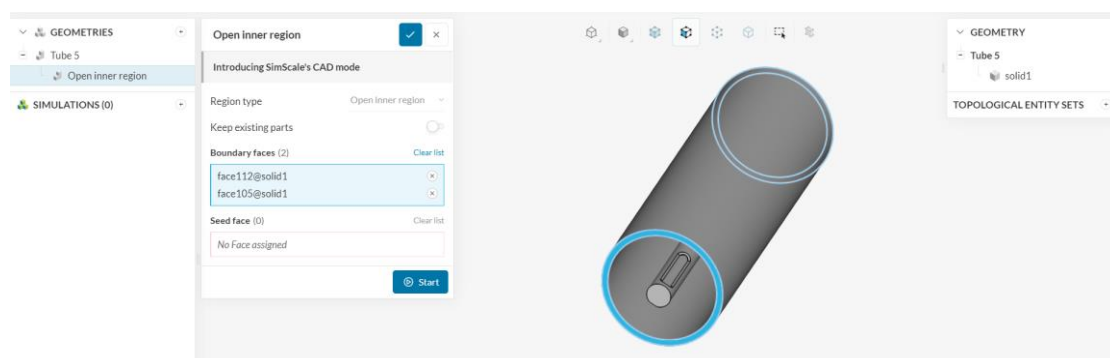 GEOMETRIES
Tube 5
Open inner region
SIMULATIONS (0)
Open inner region
Introducing SimScale's CAD mode
Region type
Open inner region
Keep existing parts
Boundary faces (2)
Clear list
face112@solid1
face105@solid1
Seed face (0)
Clear list
No Face assigned
Start
GEOMETRY
Tube 5
solid1
TOPOLOGICAL ENTITY SETS